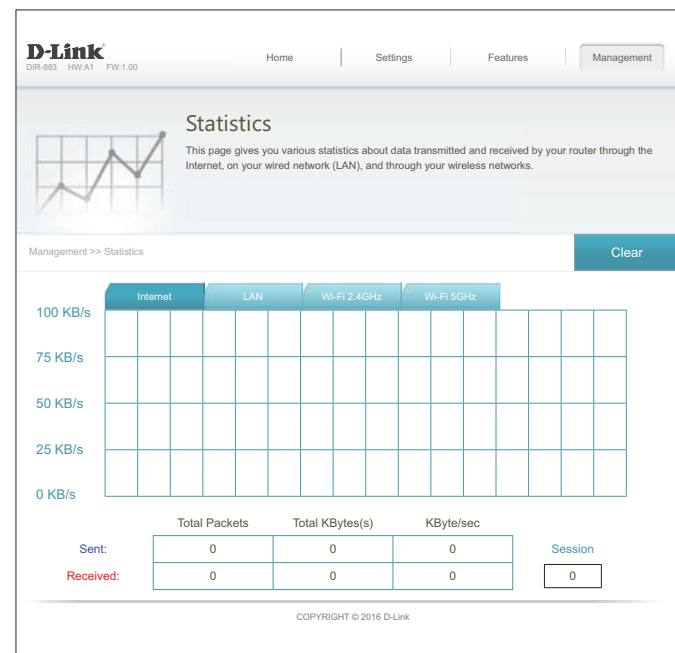 D-Link
DIR-883 HW:A1 FW:1.00
Home Settings Features Management
Statistics
This page gives you various statistics about data transmitted and received by your router through the
Internet, on your wired network (LAN), and through your wireless networks.
Management >> Statistics
Clear
Internet LAN Wi-Fi 2.4GHz Wi-Fi 5GHz
100 KB/s
75 KB/s
50 KB/s
25 KB/s
0 KB/s
Total Packets Total KBytes(s) KByte/sec
Sent: 0 0 0 Session
Received: 0 0 0 0
COPYRIGHT © 2016 D-Link